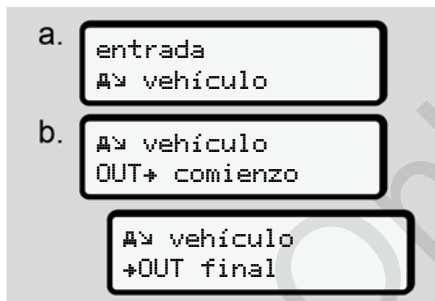 a.
entrada
A↘ vehículo
b.
A↘ vehículo
OUT→ comienzo
A↘ vehículo
→OUT final